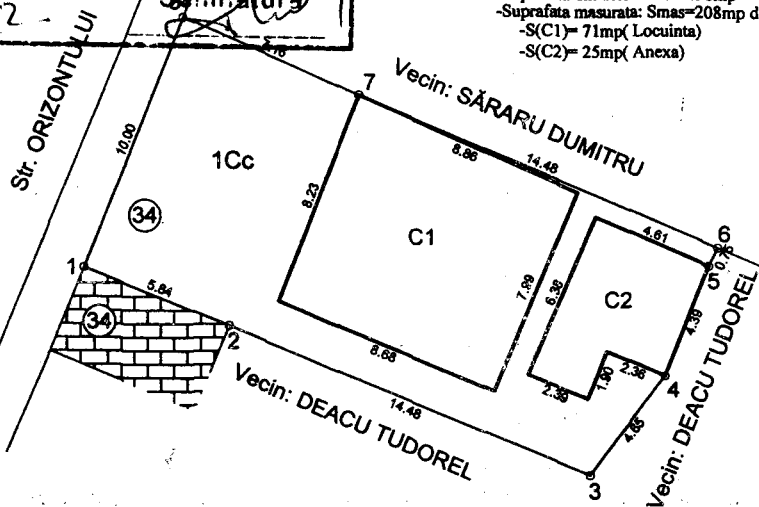 -Suprafata masurata: Smas=208mp d
-S(C1)= 71mp( Locuinta)
-S(C2)= 25mp( Anexa)
Str. ORIZONTULUI
10.00
7
Vecin: SĂRARU DUMITRU
8.86
14.48
1Cc
8.23
C1
34
4.61
6
5
1
5.84
34
2
7.99
6.38
C2
4.39
8.68
2.39
1.90
2.36
4
4.65
3
Vecin: DEACU TUDOREL
14.48
Vecin: DEACU TUDOREL